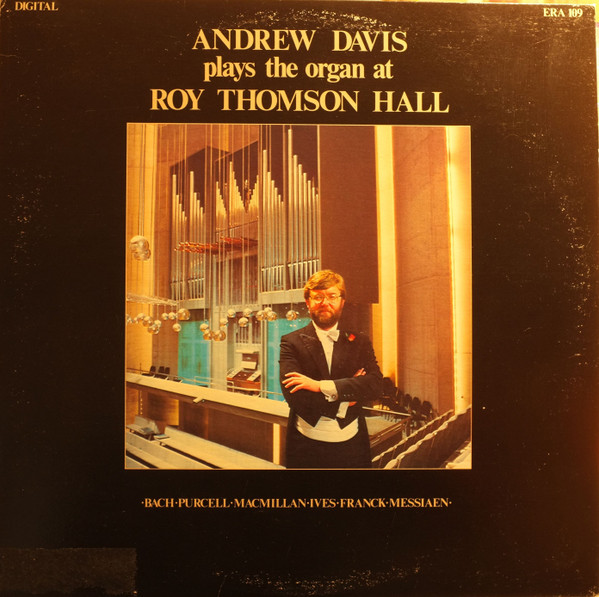 DIGITAL
ERA 109
ANDREW DAVIS
plays the organ at
ROY THOMSON HALL
·BACH·PURCELL·MACMILLAN·IVES·FRANCK·MESSIAEN·